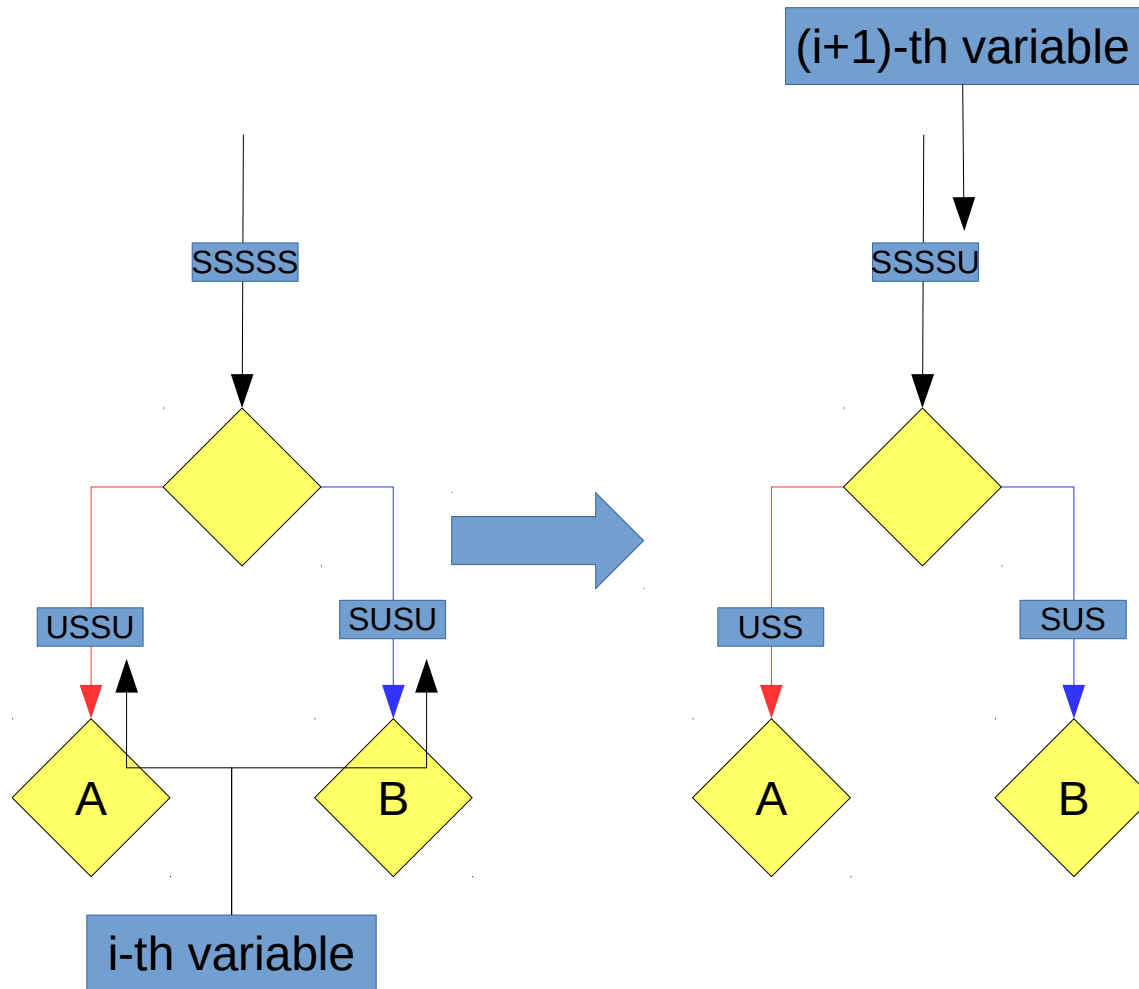 (i+1)-th variable
SSSSS
SSSSU
USSU
SUSU
USS
SUS
A
B
A
B
i-th variable